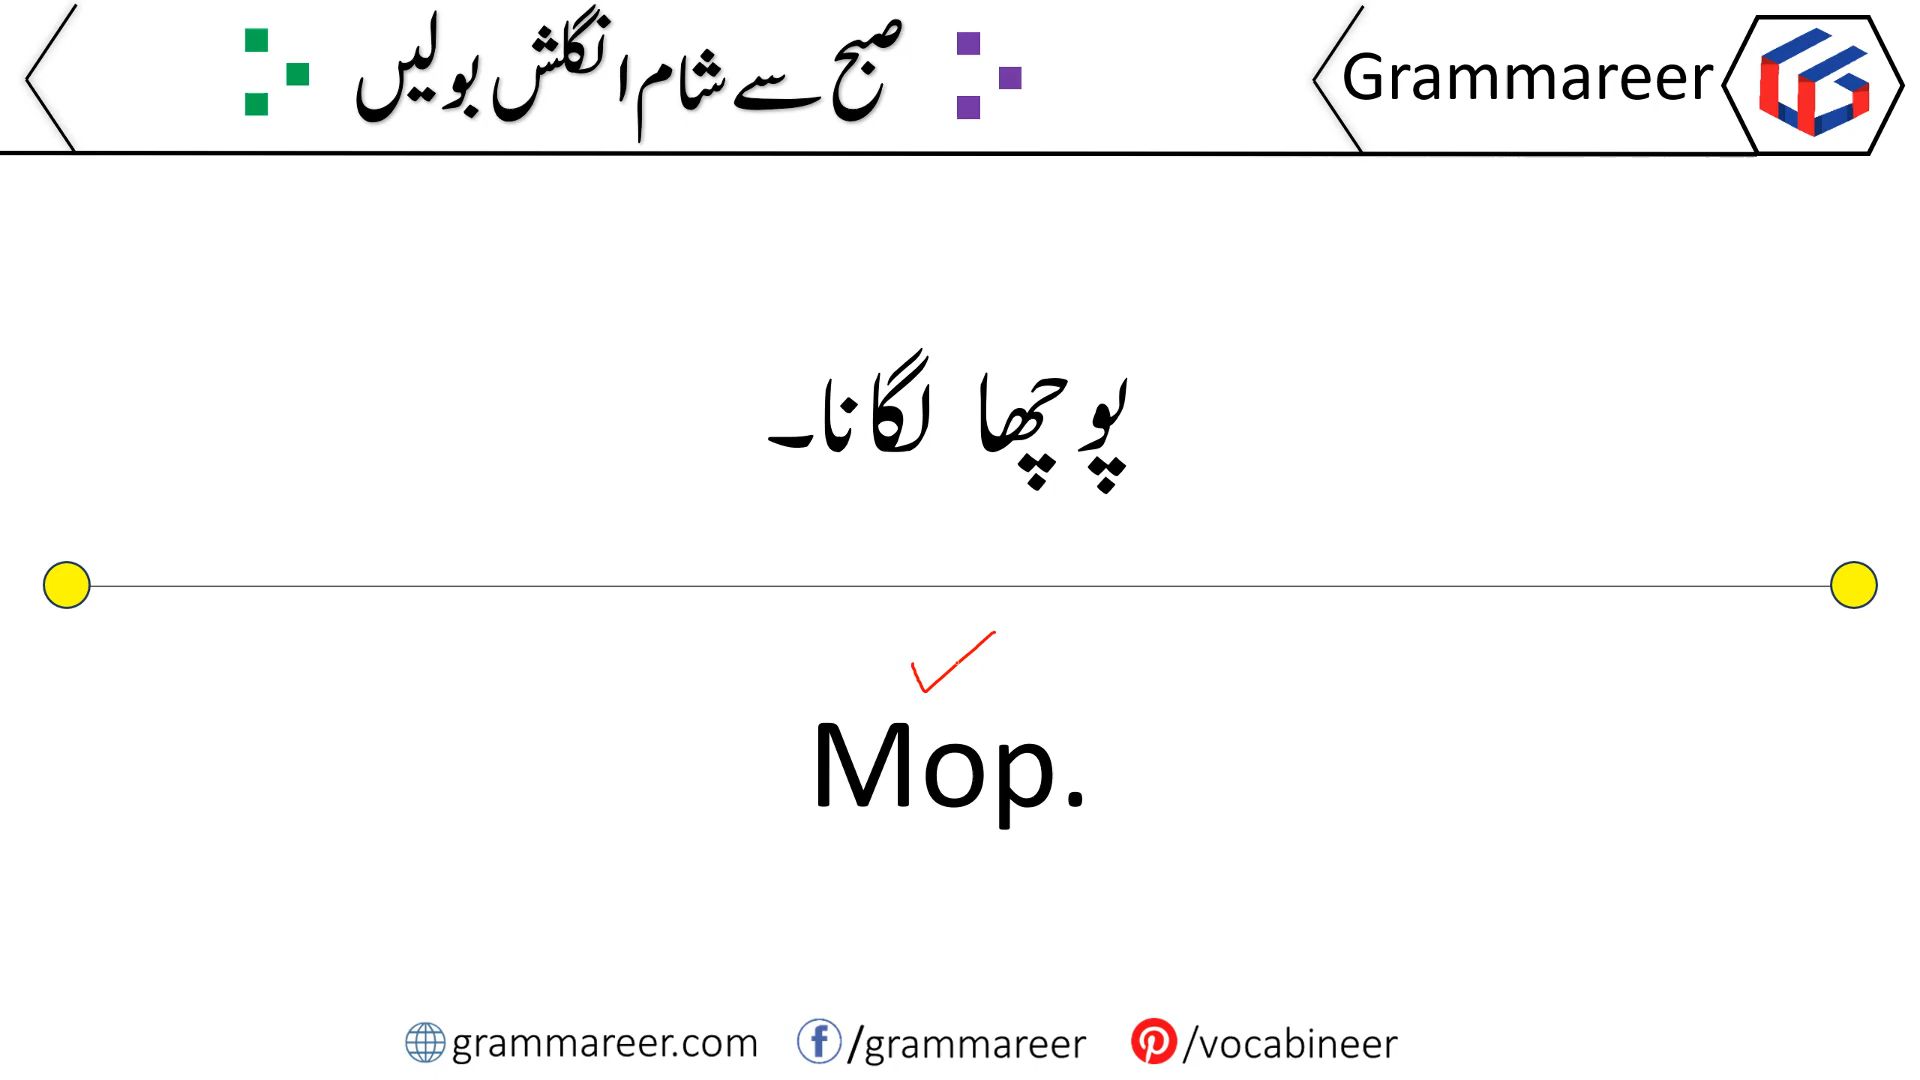 صبح سے شام انگلش بولیں
Grammareer
پوچھا لگانا۔
Mop.
grammareer.com /grammareer /vocabineer